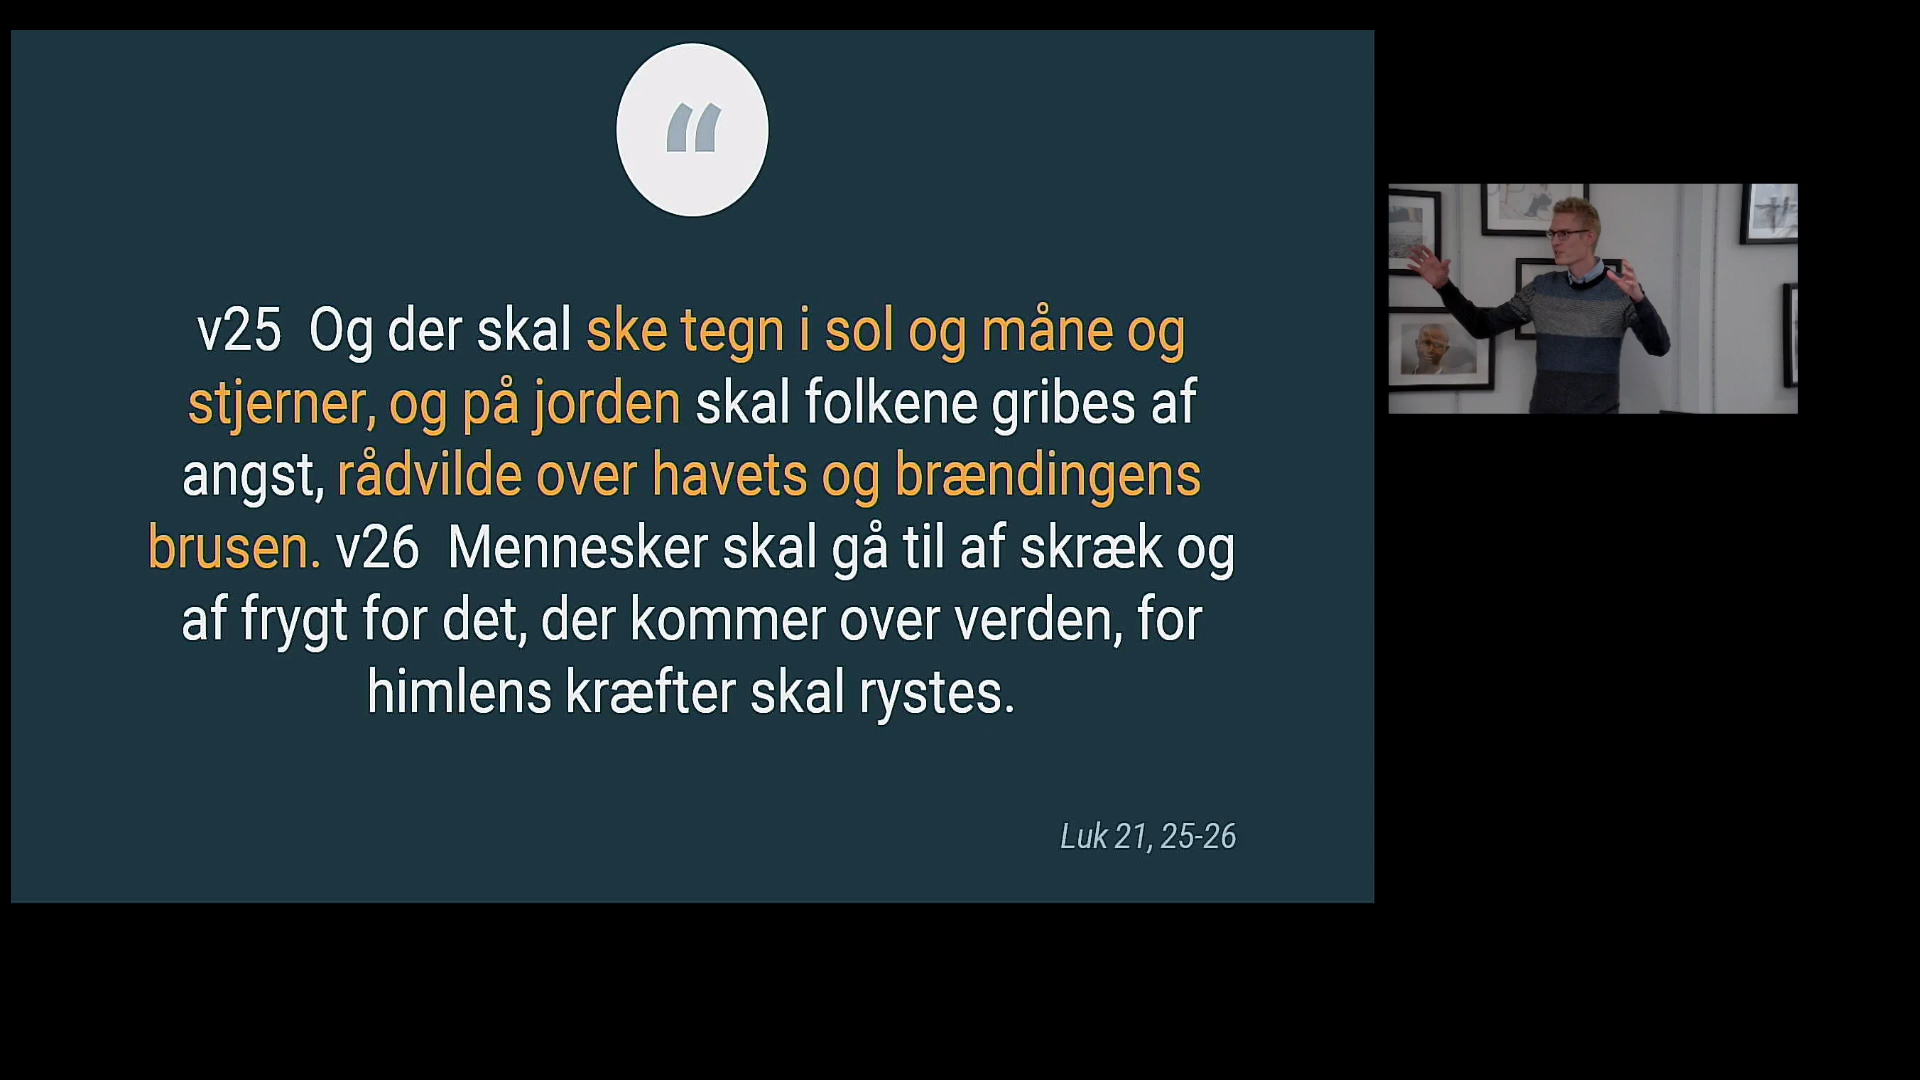 “
v25  Og der skal ske tegn i sol og måne og
stjerner, og på jorden skal folkene gribes af
angst, rådvilde over havets og brændingens
brusen. v26  Mennesker skal gå til af skræk og
af frygt for det, der kommer over verden, for
himlens kræfter skal rystes.
Luk 21, 25-26